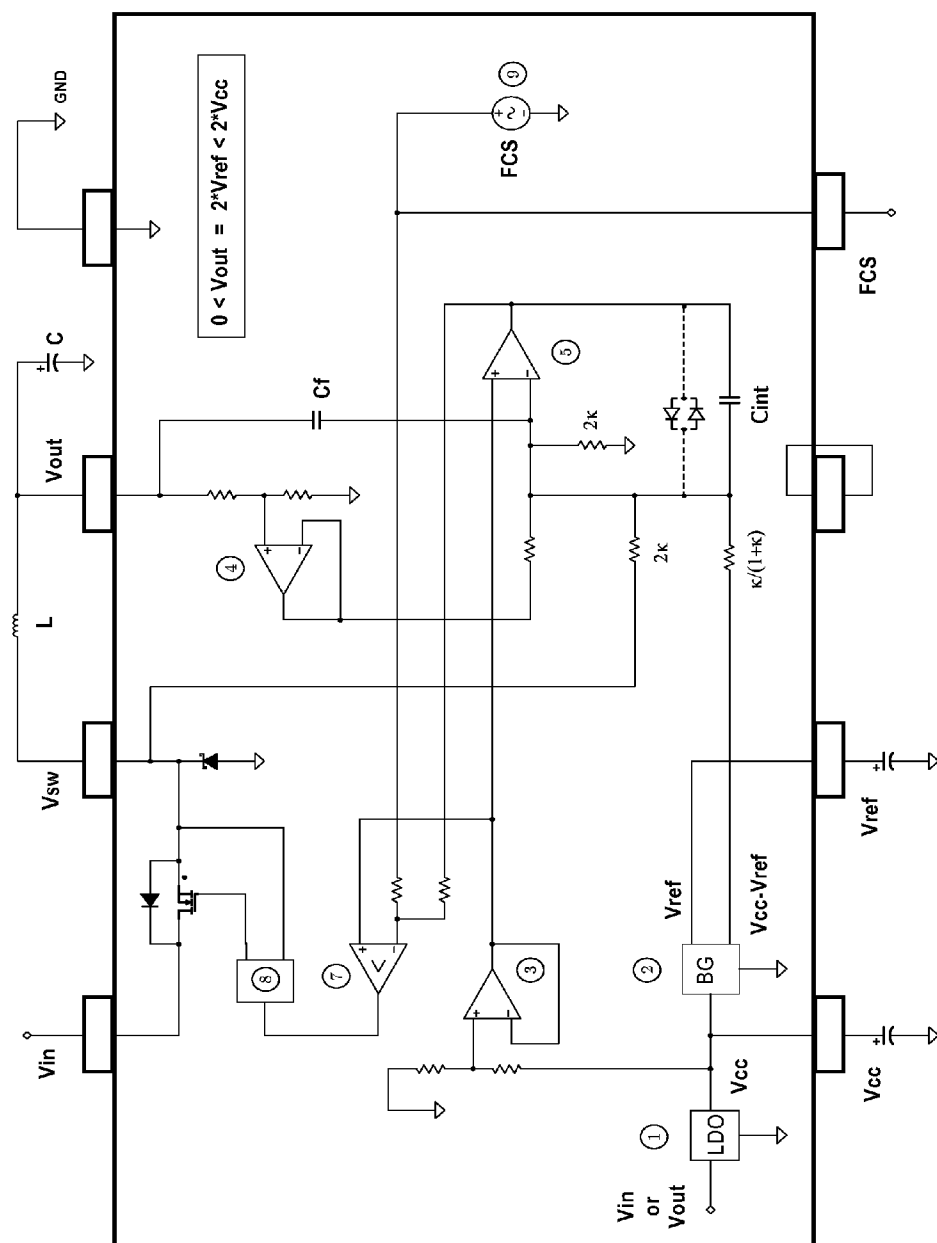 Vin
Vsw
L
Vout
+
C
GND
0 < Vout = 2*Vref < 2*Vcc
8
7
+
-
<
4
+
-
Cf
FCS
9
+
-
~
3
+
-
5
+
-
2κ
2κ
Cint
κ/(1+κ)
1
LDO
Vin
or
Vout
Vcc
2
BG
Vref
Vcc-Vref
Vcc
+
Vref
+
FCS